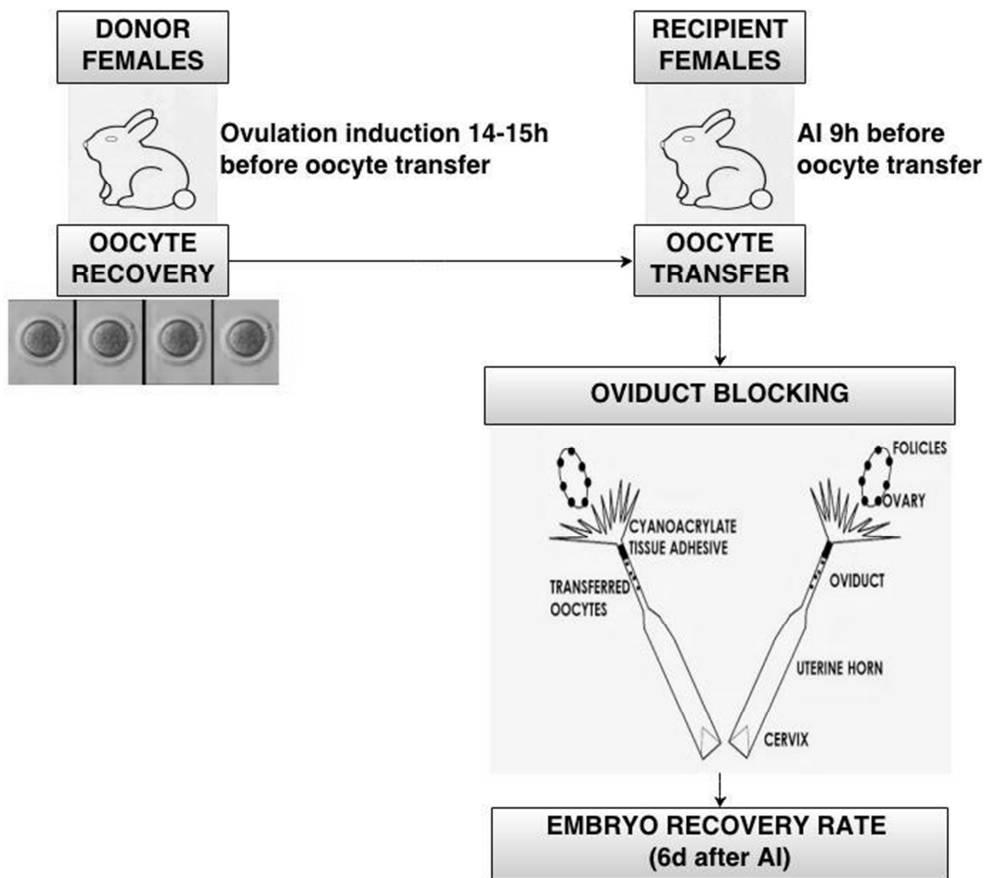 DONOR
FEMALES
Ovulation induction 14-15h
before oocyte transfer
OOCYTE
RECOVERY
RECIPIENT
FEMALES
AI 9h before
oocyte transfer
OOCYTE
TRANSFER
OVIDUCT BLOCKING
FOLICLES
OVARY
CYANOACRYLATE
TISSUE ADHESIVE
TRANSFERRED
OOCYTES
OVIDUCT
UTERINE HORN
CERVIX
EMBRYO RECOVERY RATE
(6d after AI)